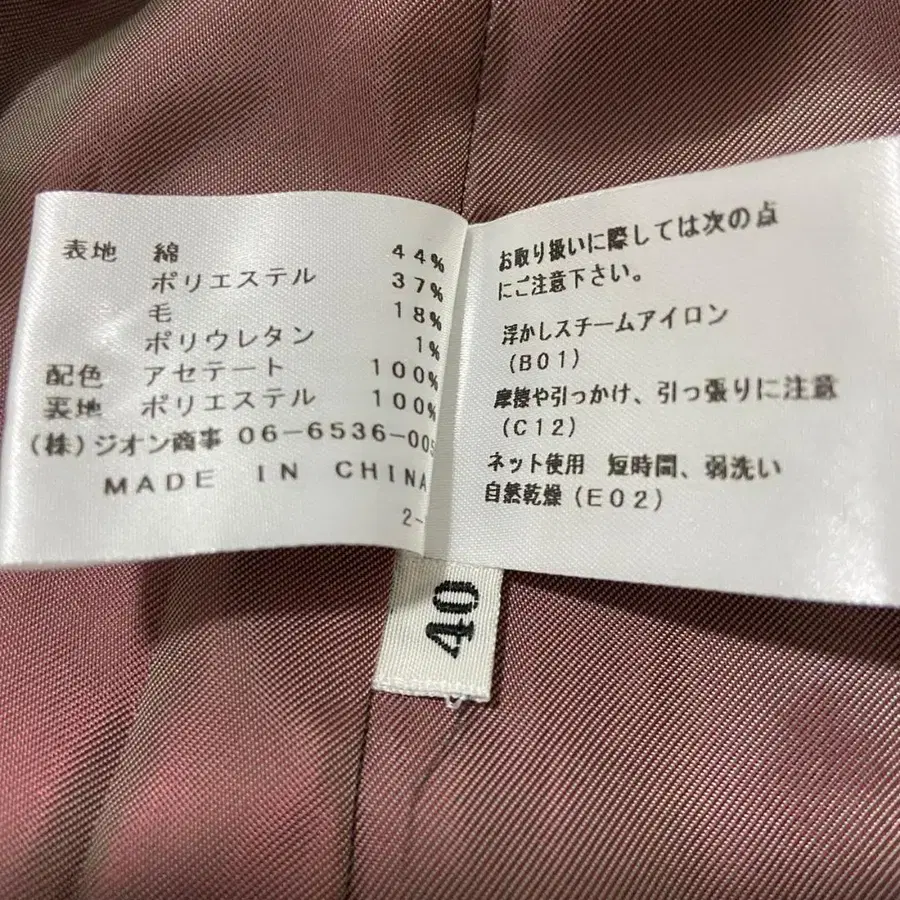 表地 綿 44%
ポリエステル 37%
毛 18%
ポリウレタン 1%
配色 アセテート 100%
裏地 ポリエステル 100%
(株)ジオン商事 06-6536-005
MADE IN CHINA
2-
お取り扱いに際しては次の点
にご注意下さい。
浮かしスチームアイロン
(B01)
摩擦や引っかけ、引っ張りに注意
(C12)
ネット使用 短時間、弱洗い
自然乾燥(E02)
40